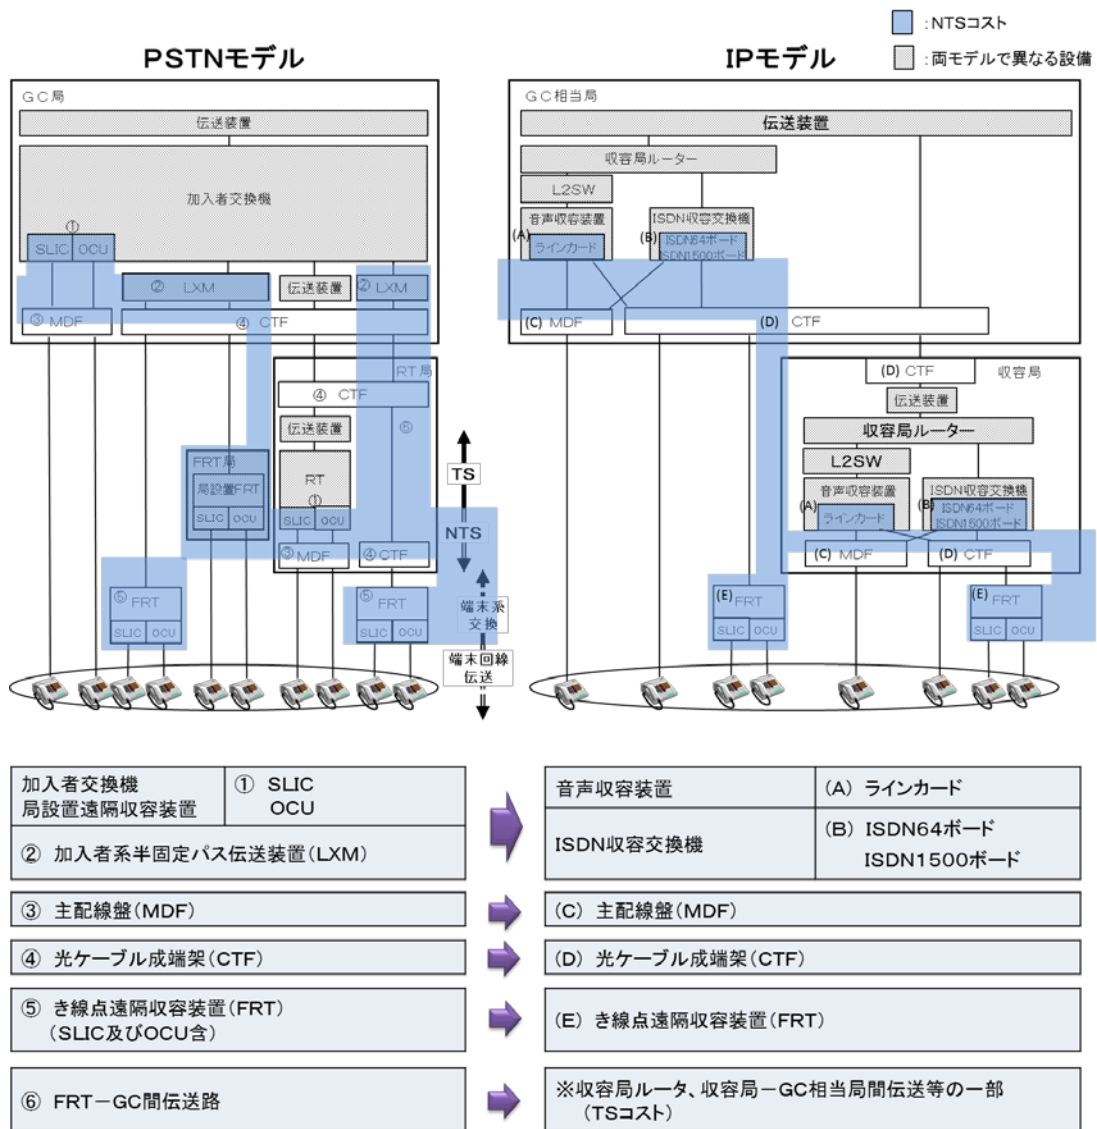 :NTSコスト
:両モデルで異なる設備
PSTNモデル
GC局
伝送装置
加入者交換機
①
SLIC OCU
② LXM
伝送装置
② LXM
③ MDF
④ CTF
RT局
④ CTF
⑥
伝送装置
FRT局
局設置FRT
SLIC OCU
RT
①
SLIC OCU
③ MDF
④ CTF
⑤ FRT
SLIC OCU
⑤ FRT
SLIC OCU
TS
NTS
端末系
交換
端末回線
伝送
IPモデル
GC相当局
伝送装置
収容局ルーター
L2SW
音声収容装置
(A) ラインカード
ISDN収容交換機
(B) ISDN64ボード
ISDN1500ボード
(C) MDF
(D) CTF
(D) CTF
収容局
伝送装置
収容局ルーター
L2SW
音声収容装置
(A) ラインカード
ISDN収容交換機
(B) ISDN64ボード
ISDN1500ボード
(C) MDF
(D) CTF
(E) FRT
SLIC OCU
(E) FRT
SLIC OCU
加入者交換機
局設置遠隔収容装置
① SLIC
OCU
② 加入者系半固定パス伝送装置(LXM)
音声収容装置
(A) ラインカード
ISDN収容交換機
(B) ISDN64ボード
ISDN1500ボード
③ 主配線盤(MDF)
(C) 主配線盤(MDF)
④ 光ケーブル成端架(CTF)
(D) 光ケーブル成端架(CTF)
⑤ き線点遠隔収容装置(FRT)
(SLIC及びOCU含)
(E) き線点遠隔収容装置(FRT)
⑥ FRT－GC間伝送路
※収容局ルータ、収容局－GC相当局間伝送等の一部
(TSコスト)